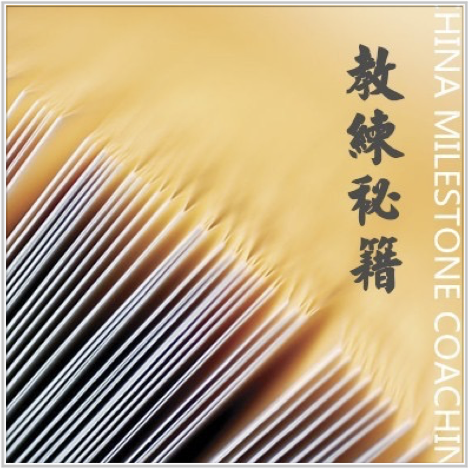 教練秘籍
HINA MILESTONE COACHIN